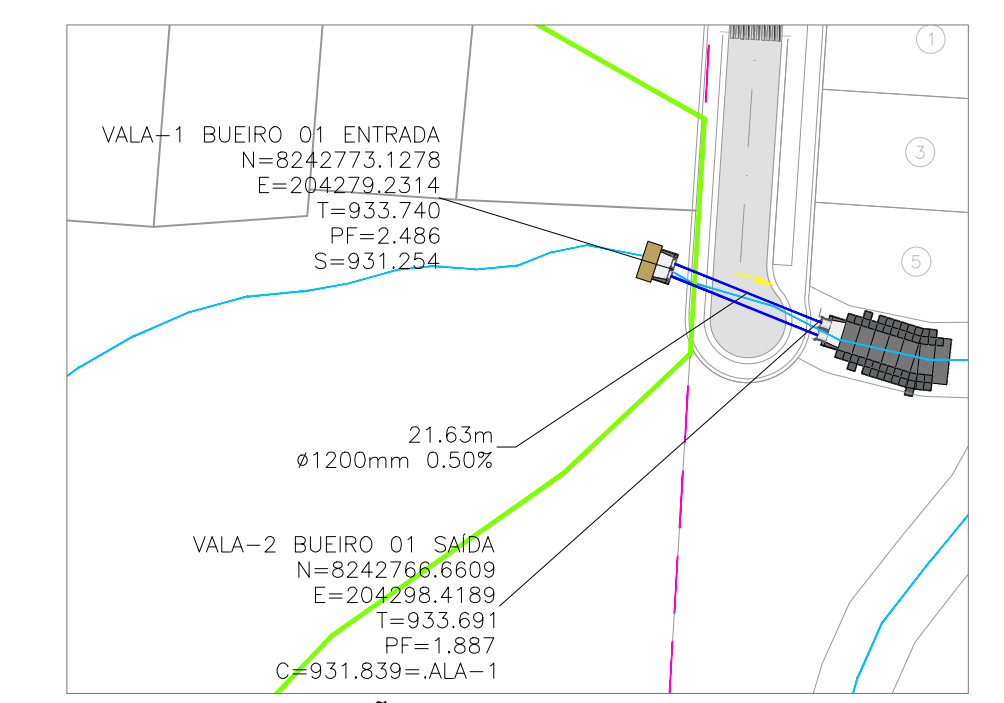 1
VALA-1 BUEIRO 01 ENTRADA
N=8242773.1278
E=204279.2314
T=933.740
PF=2.486
S=931.254
3
5
21.63m
ø1200mm 0.50%
VALA-2 BUEIRO 01 SAÍDA
N=8242766.6609
E=204298.4189
T=933.691
PF=1.887
C=931.839=.ALA-1